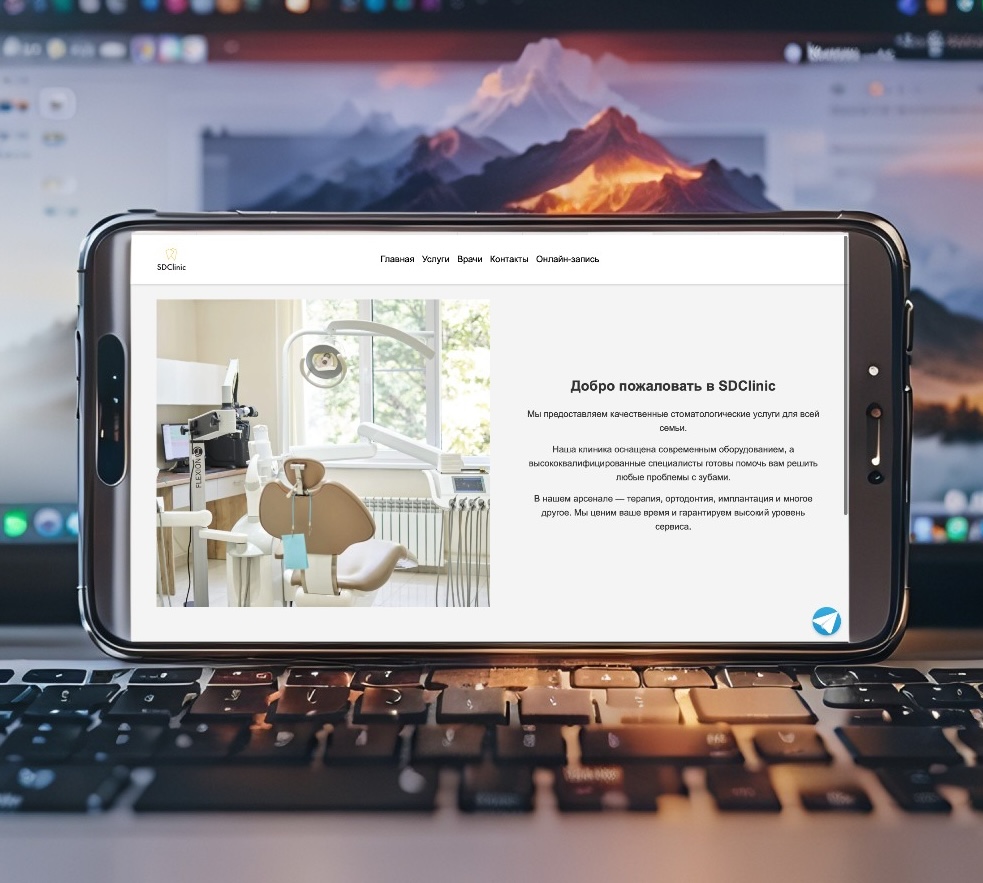 SDClinic
Главная Услуги Врачи Контакты Онлайн-запись
FLEXION
Добро пожаловать в SDClinic
Мы предоставляем качественные стоматологические услуги для всей
семьи.
Наша клиника оснащена современным оборудованием, а
высококвалифицированные специалисты готовы помочь вам решить
любые проблемы с зубами.
В нашем арсенале — терапия, ортодонтия, имплантация и многое
другое. Мы ценим ваше время и гарантируем высокий уровень
сервиса.